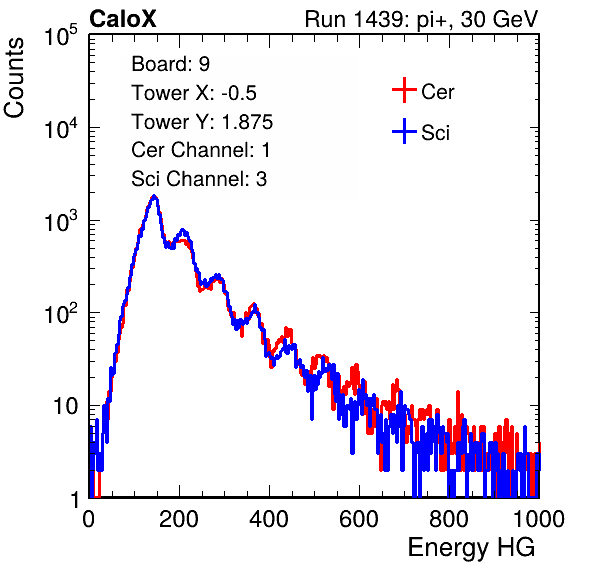 CaloX Run 1439: pi+, 30 GeV
Counts
Board: 9
Tower X: -0.5
Tower Y: 1.875
Cer Channel: 1
Sci Channel: 3
Cer
Sci
10^5
10^4
10^3
10^2
10
1
0 200 400 600 800 1000
Energy HG